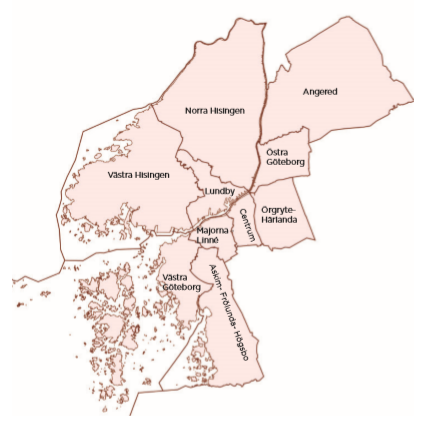 Angered
Norra Hisingen
Östra
Göteborg
Västra Hisingen
Lundby
Örgryte-
Härlanda
Centrum
Majorna
Linné
Västra
Göteborg
Askim- Frölunda- Högsbo